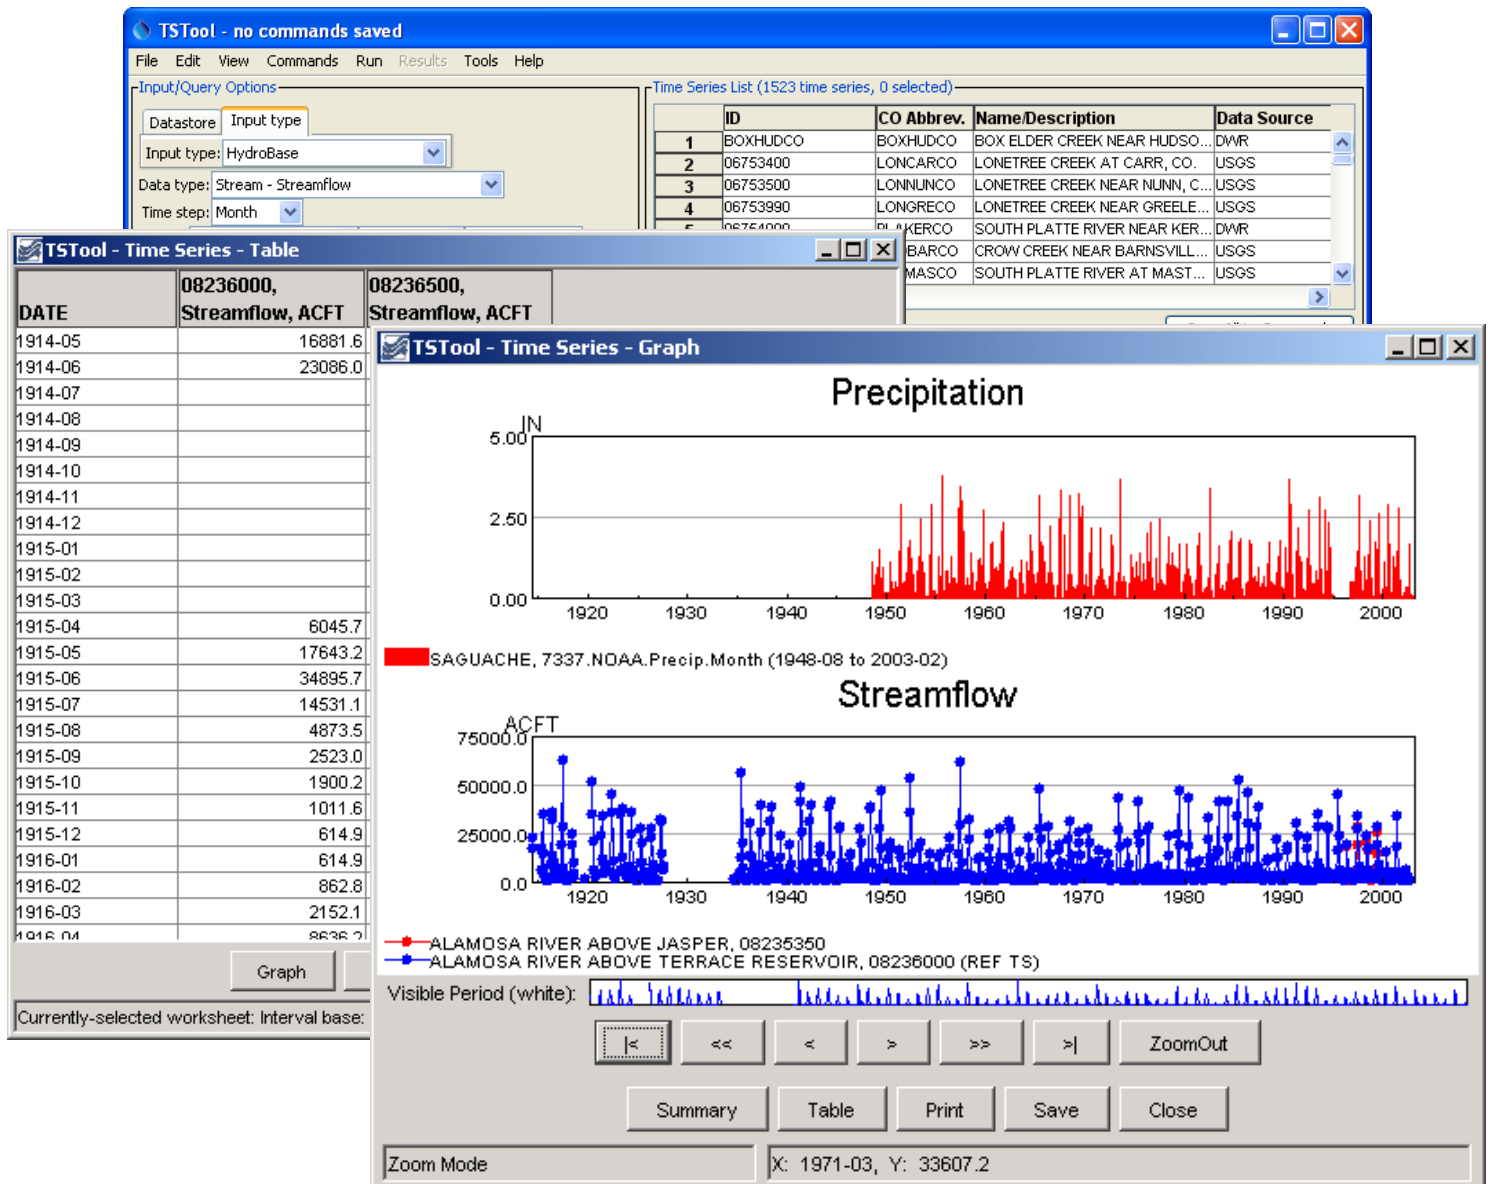 TSTool - no commands saved
File Edit View Commands Run Results Tools Help
Input/Query Options
Datastore Input type
Input type: HydroBase
Data type: Stream - Streamflow
Time step: Month
Time Series List (1523 time series, 0 selected)
ID CO Abbrev. Name/Description Data Source
1 BOXHUDCO BOXHUDCO BOX ELDER CREEK NEAR HUDSO... DWR
2 06753400 LONCARCO LONETREE CREEK AT CARR, CO. USGS
3 06753500 LONNUNCO LONETREE CREEK NEAR NUNN, C... USGS
4 06753990 LONGRECO LONETREE CREEK NEAR GREELE... USGS
5 06754000 PLAKERCO SOUTH PLATTE RIVER NEAR KER... DWR
BARCO CROW CREEK NEAR BARNSVILL... USGS
MASCO SOUTH PLATTE RIVER AT MAST... USGS
TSTool - Time Series - Table
DATE 08236000, Streamflow, ACFT 08236500, Streamflow, ACFT
1914-05 16881.6
1914-06 23086.0
1914-07
1914-08
1914-09
1914-10
1914-11
1914-12
1915-01
1915-02
1915-03
1915-04 6045.7
1915-05 17643.2
1915-06 34895.7
1915-07 14531.1
1915-08 4873.5
1915-09 2523.0
1915-10 1900.2
1915-11 1011.6
1915-12 614.9
1916-01 614.9
1916-02 862.8
1916-03 2152.1
1916-04 8636.2
Graph
Currently-selected worksheet: Interval base:
TSTool - Time Series - Graph
Precipitation
IN
5.00
2.50
0.00
1920 1930 1940 1950 1960 1970 1980 1990 2000
SAGUACHE, 7337.NOAA.Precip.Month (1948-08 to 2003-02)
Streamflow
ACFT
75000.0
50000.0
25000.0
0.0
1920 1930 1940 1950 1960 1970 1980 1990 2000
ALAMOSA RIVER ABOVE JASPER, 08235350
ALAMOSA RIVER ABOVE TERRACE RESERVOIR, 08236000 (REF TS)
Visible Period (white):
|< << < > >> >| ZoomOut
Summary Table Print Save Close
Zoom Mode X: 1971-03, Y: 33607.2